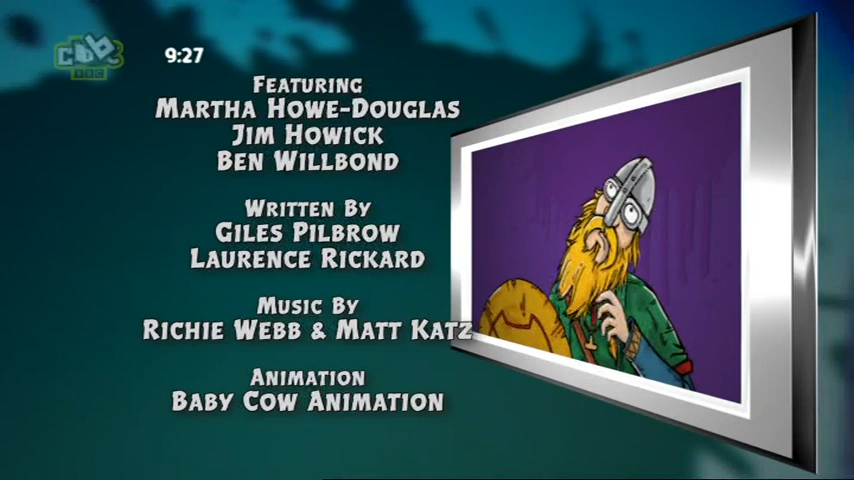 CBBC
BBC
9:27
FEATURING
MARTHA HOWE-DOUGLAS
JIM HOWICK
BEN WILLBOND
WRITTEN BY
GILES PILBROW
LAURENCE RICKARD
MUSIC BY
RICHIE WEBB & MATT KATZ
ANIMATION
BABY COW ANIMATION